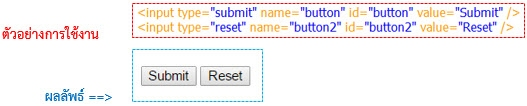 <input type="submit" name="button" id="button" value="Submit" />
ตัวอย่างการใช้งาน
<input type="reset" name="button2" id="button2" value="Reset" />
Submit Reset
ผลลัพธ์ ==>